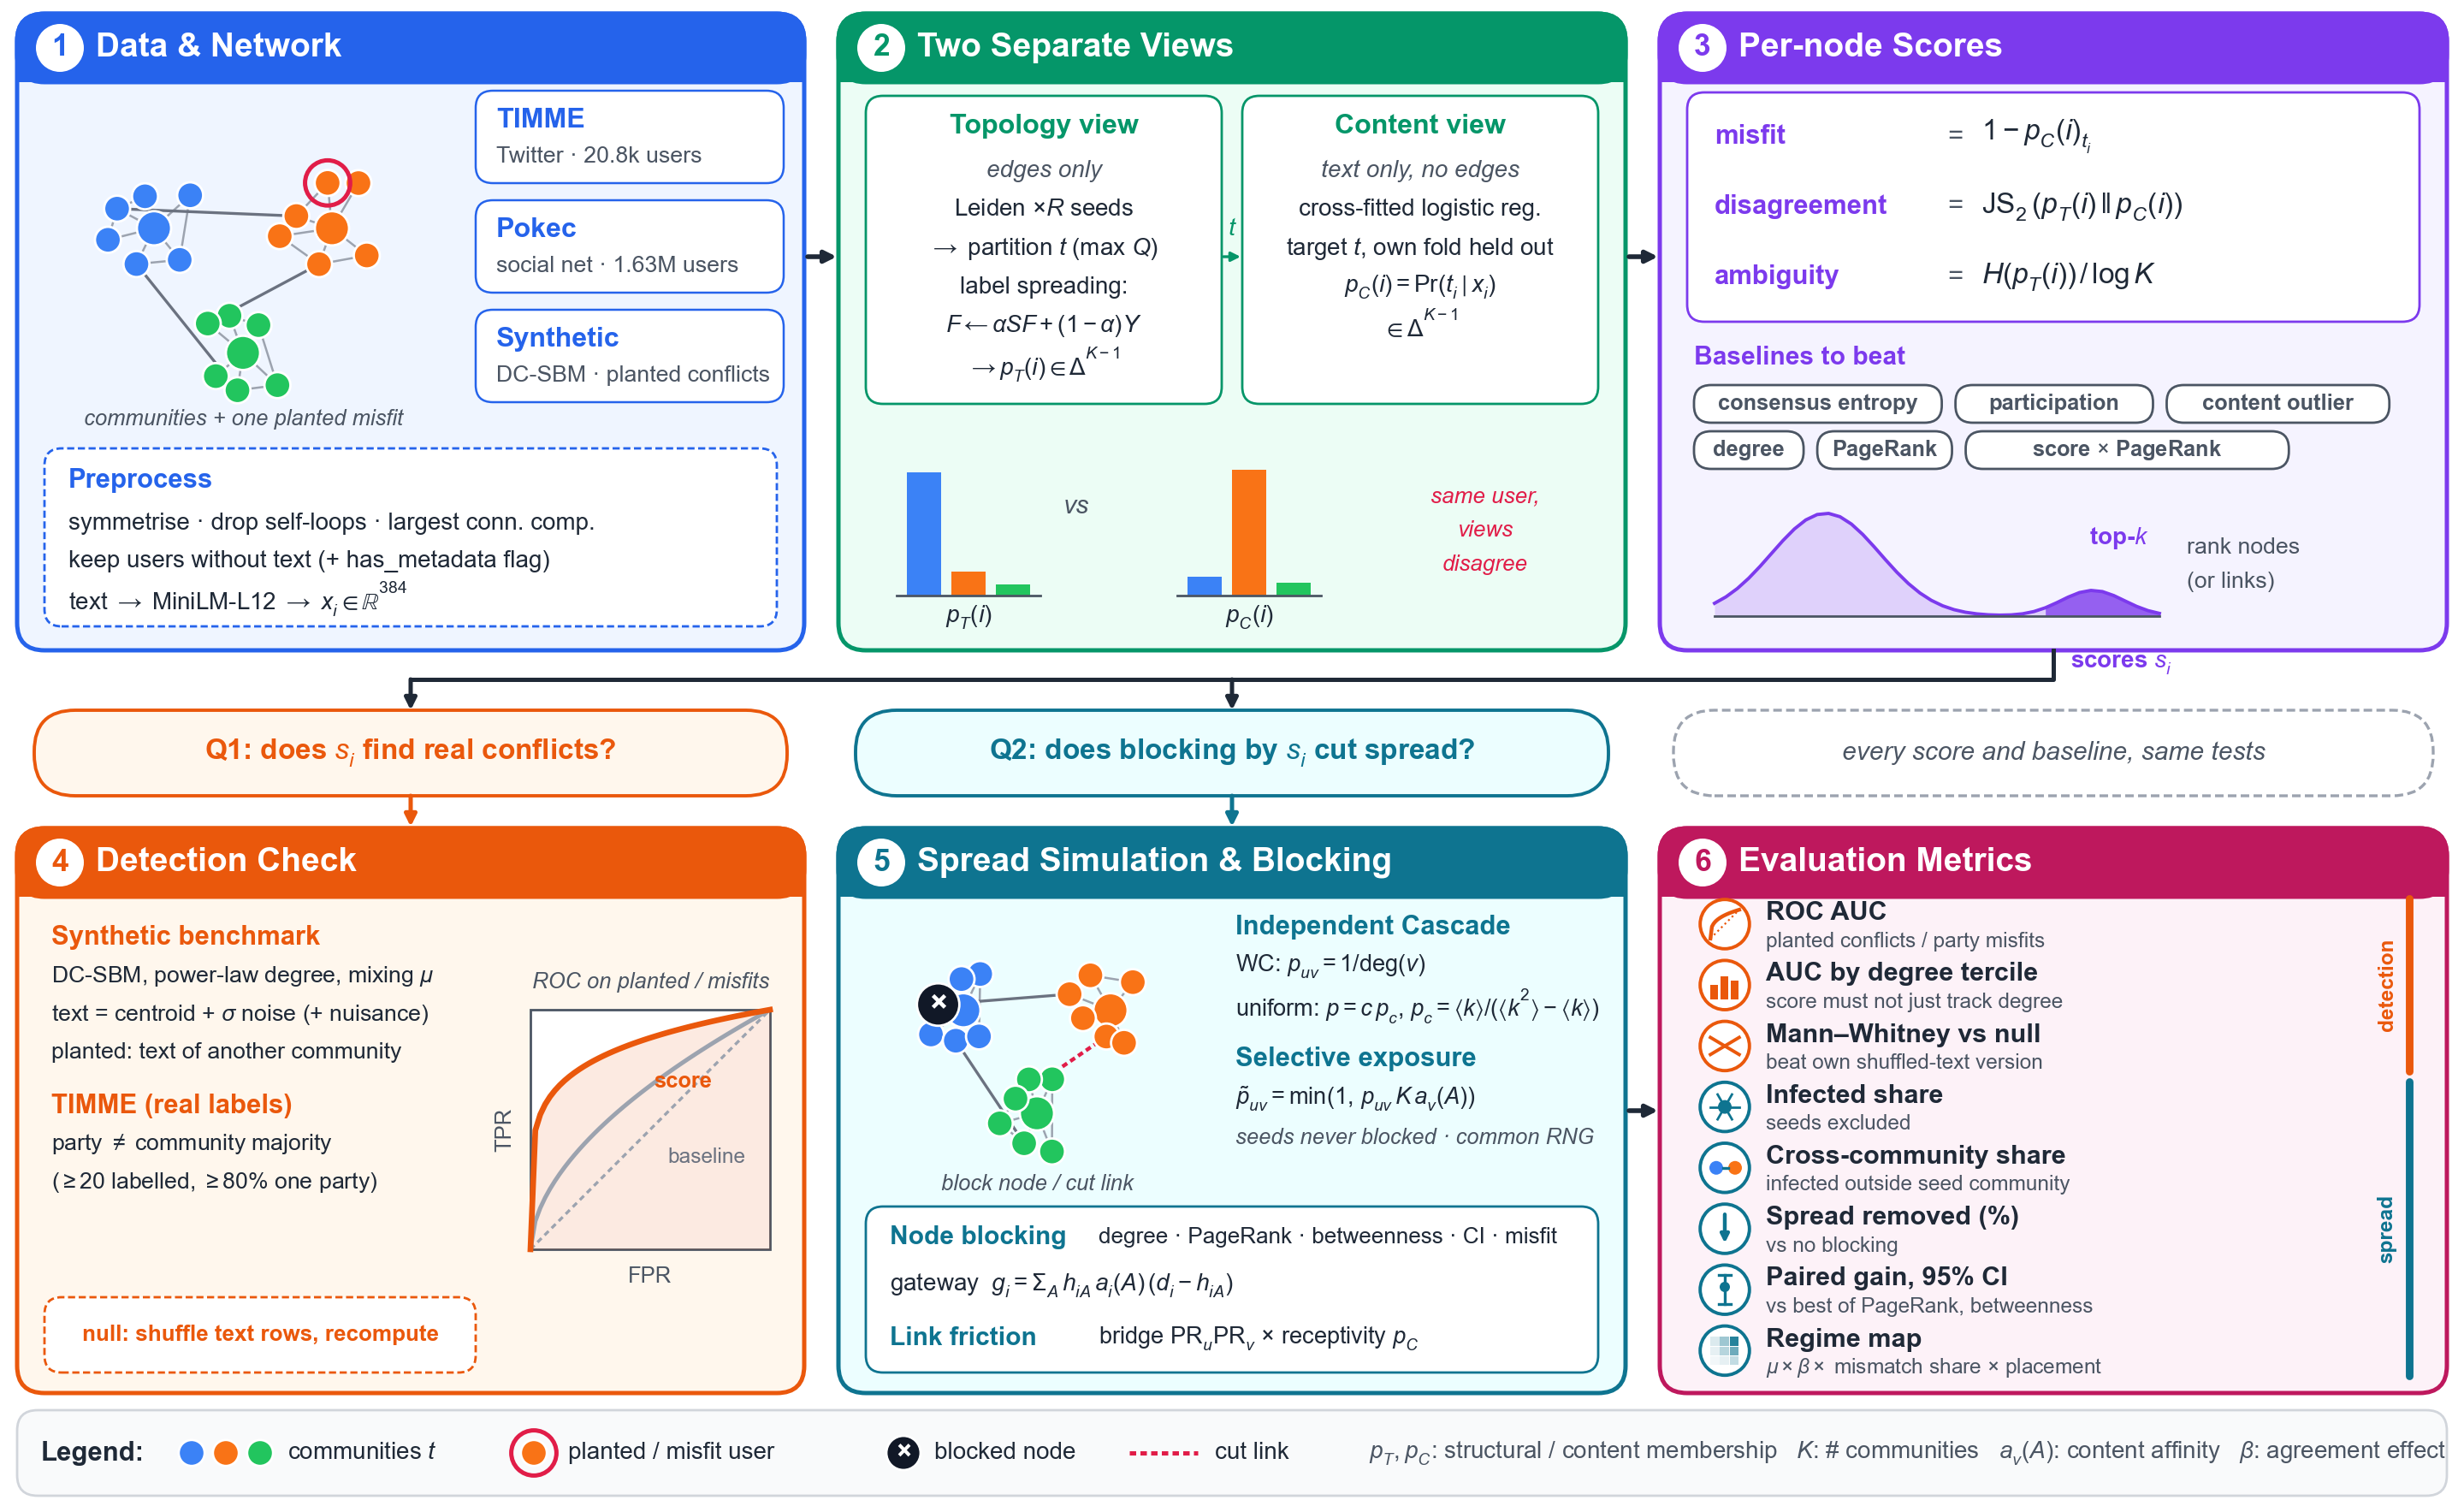 1 Data & Network
TIMME
Twitter · 20.8k users
Pokec
social net · 1.63M users
Synthetic
DC-SBM · planted conflicts
communities + one planted misfit
Preprocess
symmetrise · drop self-loops · largest conn. comp.
keep users without text (+ has_metadata flag)
text → MiniLM-L12 → x_i ∈ ℝ^384
2 Two Separate Views
Topology view
edges only
Leiden ×R seeds
→ partition t (max Q)
label spreading:
F ← αSF + (1 − α)Y
→ p_T(i) ∈ Δ^{K−1}
t
Content view
text only, no edges
cross-fitted logistic reg.
target t, own fold held out
p_C(i) = Pr(t_i | x_i)
∈ Δ^{K−1}
vs
same user,
views
disagree
p_T(i)
p_C(i)
3 Per-node Scores
misfit = 1 − p_C(i)_{t_i}
disagreement = JS_2 (p_T(i) ‖ p_C(i))
ambiguity = H(p_T(i)) / log K
Baselines to beat
consensus entropy participation content outlier
degree PageRank score × PageRank
top-k
rank nodes
(or links)
scores s_i
Q1: does s_i find real conflicts?
Q2: does blocking by s_i cut spread?
every score and baseline, same tests
4 Detection Check
Synthetic benchmark
DC-SBM, power-law degree, mixing μ
text = centroid + σ noise (+ nuisance)
planted: text of another community
TIMME (real labels)
party ≠ community majority
(≥20 labelled, ≥80% one party)
ROC on planted / misfits
score
baseline
TPR
FPR
null: shuffle text rows, recompute
5 Spread Simulation & Blocking
Independent Cascade
WC: p_uv = 1/deg(v)
uniform: p = c p_c, p_c = ⟨k⟩/(⟨k^2⟩ − ⟨k⟩)
Selective exposure
p̃_uv = min(1, p_uv K a_v(A))
seeds never blocked · common RNG
block node / cut link
Node blocking degree · PageRank · betweenness · CI · misfit
gateway g_i = Σ_A h_iA a_i(A) (d_i − h_iA)
Link friction bridge PR_uPR_v × receptivity p_C
6 Evaluation Metrics
ROC AUC
planted conflicts / party misfits
AUC by degree tercile
score must not just track degree
Mann–Whitney vs null
beat own shuffled-text version
Infected share
seeds excluded
Cross-community share
infected outside seed community
Spread removed (%)
vs no blocking
Paired gain, 95% CI
vs best of PageRank, betweenness
Regime map
μ × β × mismatch share × placement
detection
spread
Legend: communities t planted / misfit user blocked node cut link p_T, p_C: structural / content membership K: # communities a_v(A): content affinity β: agreement effect